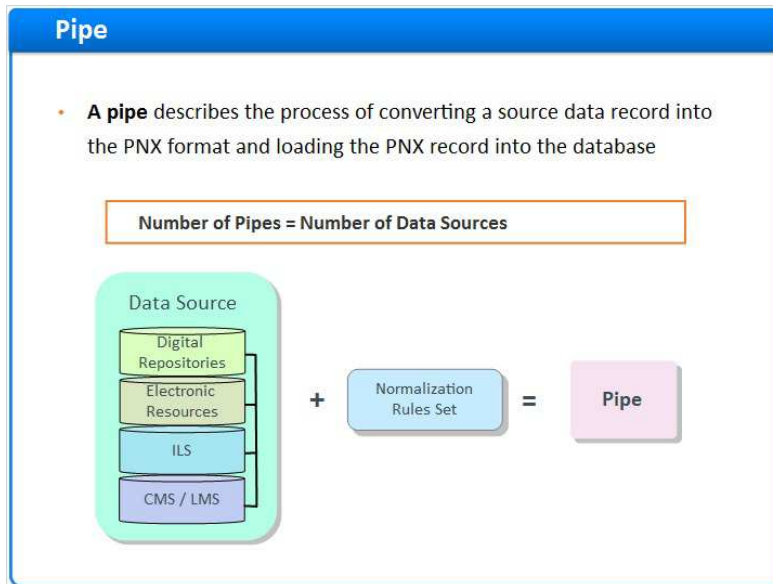 Pipe
• A pipe describes the process of converting a source data record into
the PNX format and loading the PNX record into the database
Number of Pipes = Number of Data Sources
Data Source
Digital
Repositories
Electronic
Resources
ILS
CMS / LMS
+
Normalization
Rules Set
=
Pipe